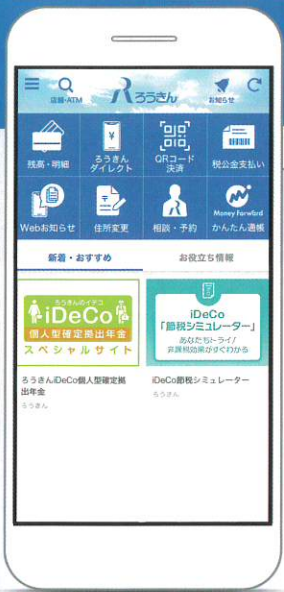 店舗・ATM
ろうきん
お知らせ
残高・明細
ろうきん
ダイレクト
QRコード
決済
税公金支払い
Webお知らせ
住所変更
相談・予約
Money Forward
かんたん通帳
新着・おすすめ
お役立ち情報
ろうきんのイデコ
iDeCo
個人型確定拠出年金
スペシャルサイト
iDeCo
「節税シミュレーター」
あなたもトライ!
非課税効果がすぐわかる
ろうきんiDeCo個人型確定拠
出年金
ろうきん
iDeCo節税シミュレーター
ろうきん